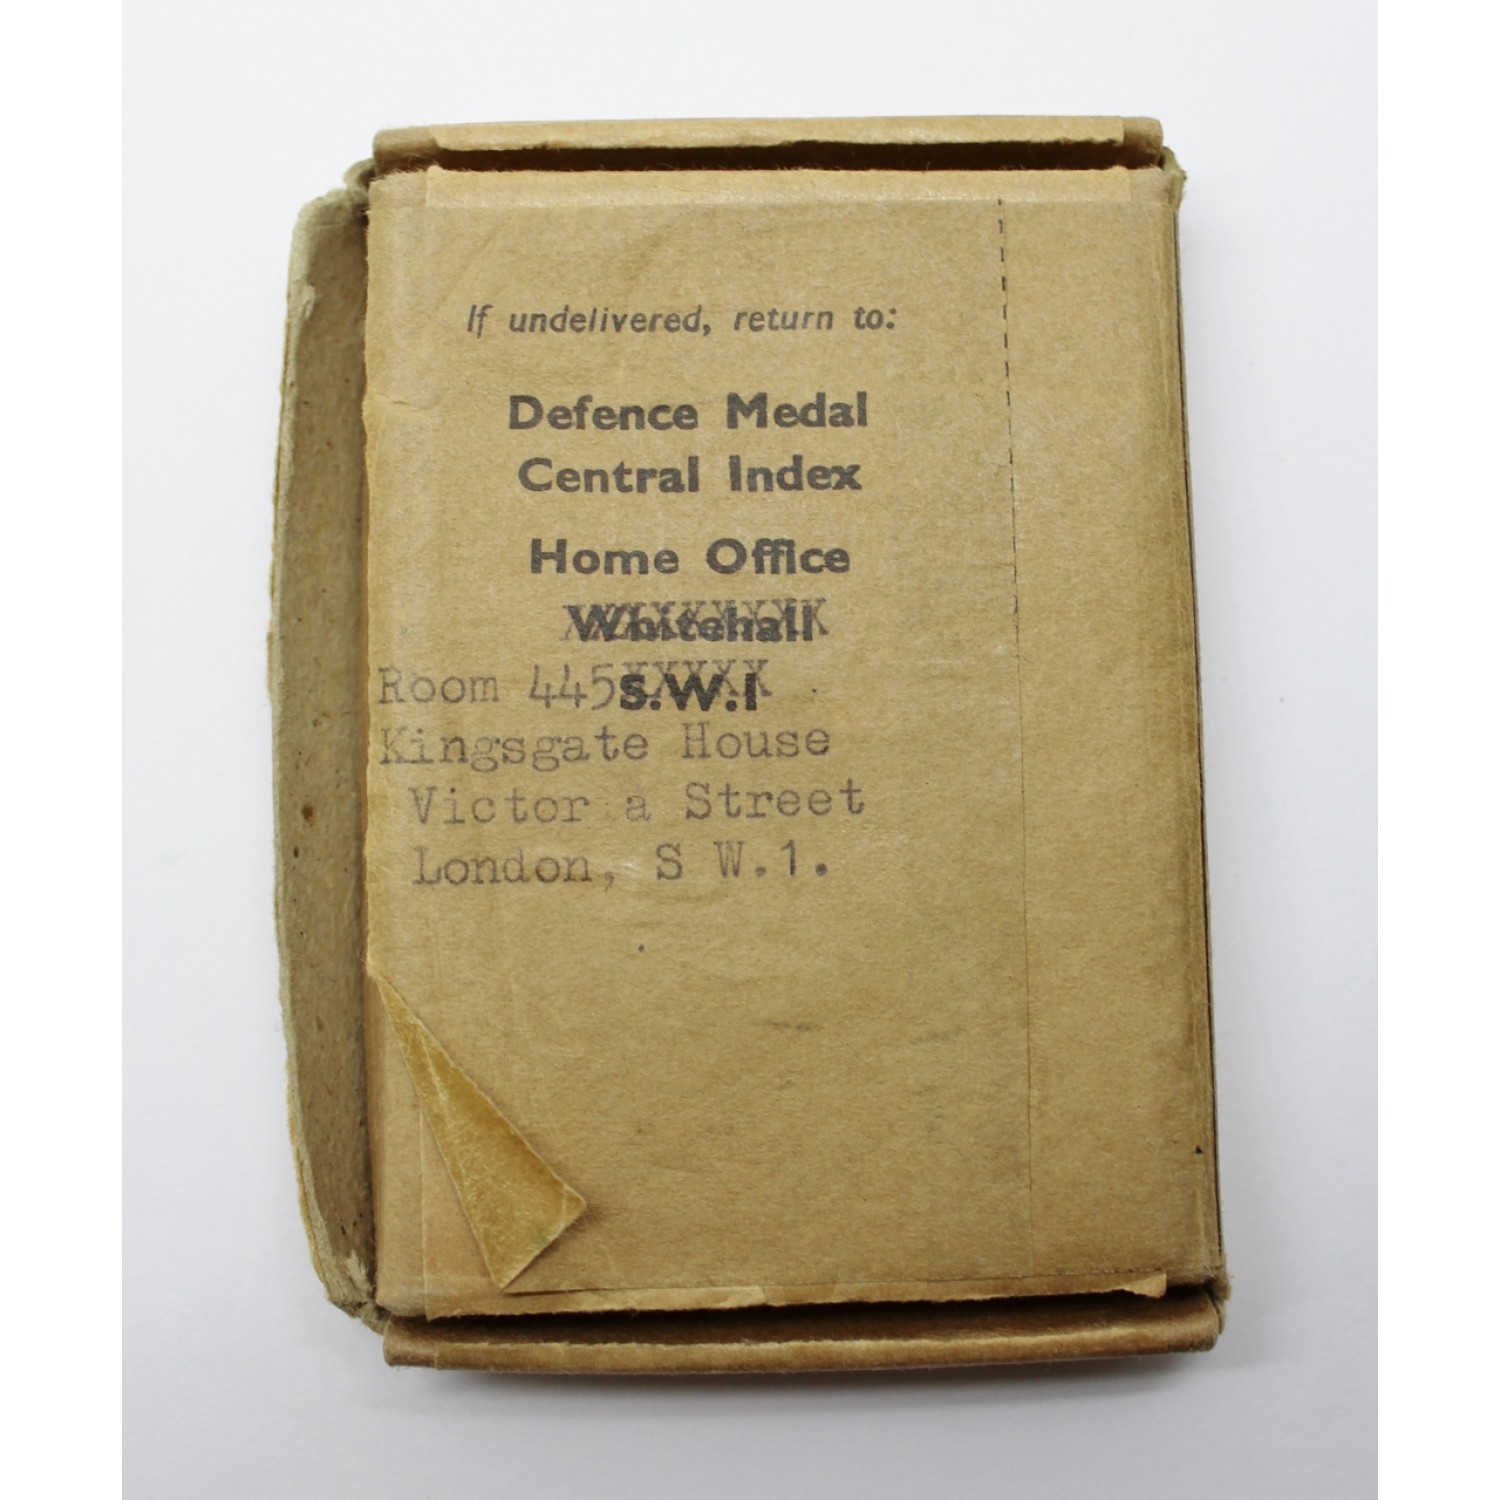 If undelivered, return to:
Defence Medal
Central Index
Home Office
Whitehall
Room 445 S.W.1
Kingsgate House
Victor a Street
London, S W.1.